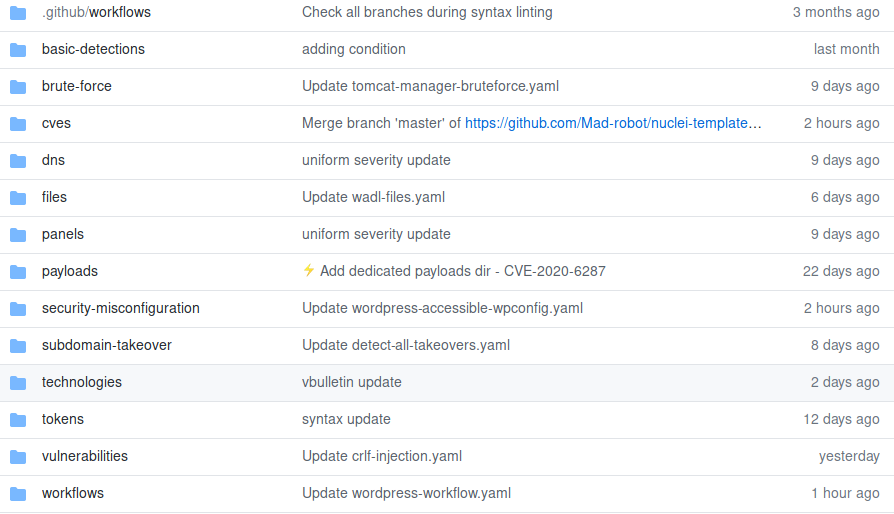 .github/workflows Check all branches during syntax linting 3 months ago
basic-detections adding condition last month
brute-force Update tomcat-manager-bruteforce.yaml 9 days ago
cves Merge branch 'master' of https://github.com/Mad-robot/nuclei-template… 2 hours ago
dns uniform severity update 9 days ago
files Update wadl-files.yaml 6 days ago
panels uniform severity update 9 days ago
payloads ⚡ Add dedicated payloads dir - CVE-2020-6287 22 days ago
security-misconfiguration Update wordpress-accessible-wpconfig.yaml 2 hours ago
subdomain-takeover Update detect-all-takeovers.yaml 8 days ago
technologies vbulletin update 2 days ago
tokens syntax update 12 days ago
vulnerabilities Update crlf-injection.yaml yesterday
workflows Update wordpress-workflow.yaml 1 hour ago